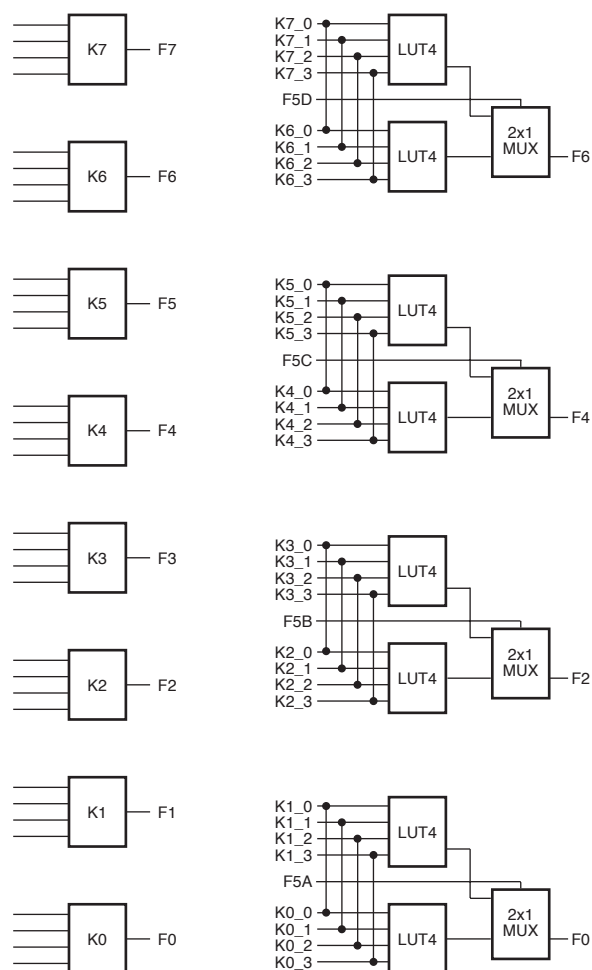 K7 F7
K6 F6
K5 F5
K4 F4
K3 F3
K2 F2
K1 F1
K0 F0
K7_0
K7_1
K7_2
K7_3
LUT4
F5D
K6_0
K6_1
K6_2
K6_3
LUT4
2x1
MUX
F6
K5_0
K5_1
K5_2
K5_3
LUT4
F5C
K4_0
K4_1
K4_2
K4_3
LUT4
2x1
MUX
F4
K3_0
K3_1
K3_2
K3_3
LUT4
F5B
K2_0
K2_1
K2_2
K2_3
LUT4
2x1
MUX
F2
K1_0
K1_1
K1_2
K1_3
LUT4
F5A
K0_0
K0_1
K0_2
K0_3
LUT4
2x1
MUX
F0